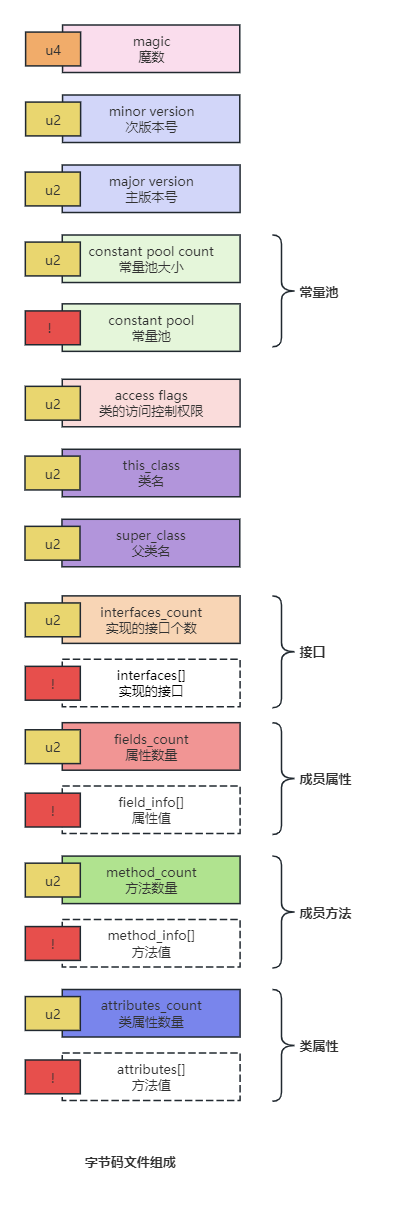 u4
magic
魔数
u2
minor version
次版本号
u2
major version
主版本号
u2
constant pool count
常量池大小
!
constant pool
常量池
常量池
u2
access flags
类的访问控制权限
u2
this_class
类名
u2
super_class
父类名
u2
interfaces_count
实现的接口个数
!
interfaces[]
实现的接口
接口
u2
fields_count
属性数量
!
field_info[]
属性值
成员属性
u2
method_count
方法数量
!
method_info[]
方法值
成员方法
u2
attributes_count
类属性数量
!
attributes[]
方法值
类属性
字节码文件组成